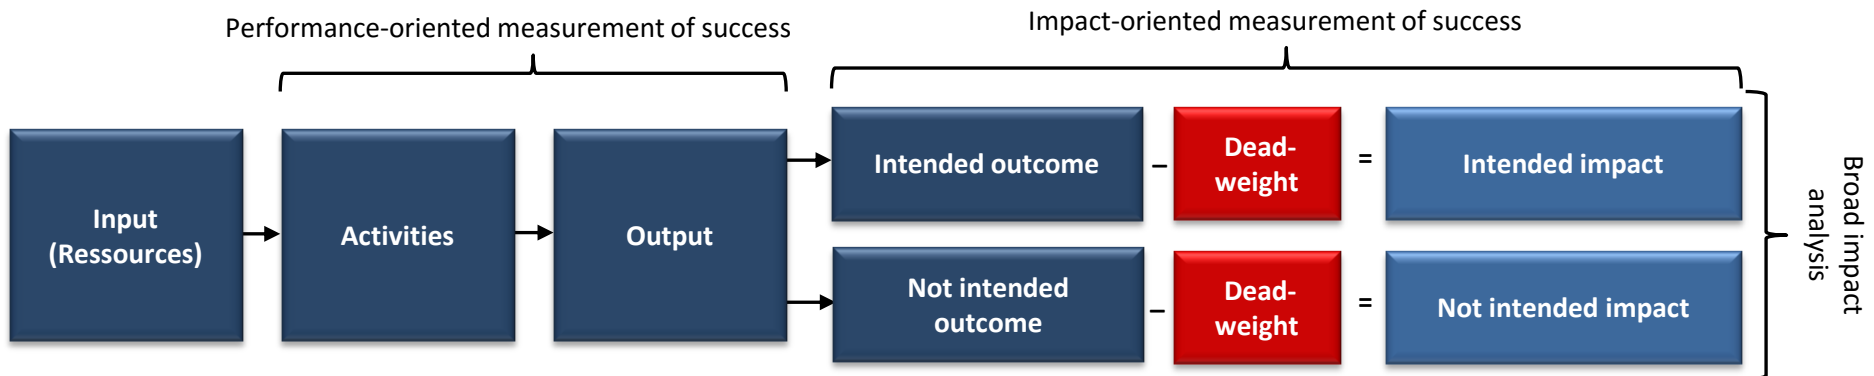 Performance-oriented measurement of success
Impact-oriented measurement of success
Input
(Ressources)
Activities
Output
Intended outcome
–
Dead-
weight
=
Intended impact
Not intended
outcome
–
Dead-
weight
=
Not intended impact
Broad impact
analysis